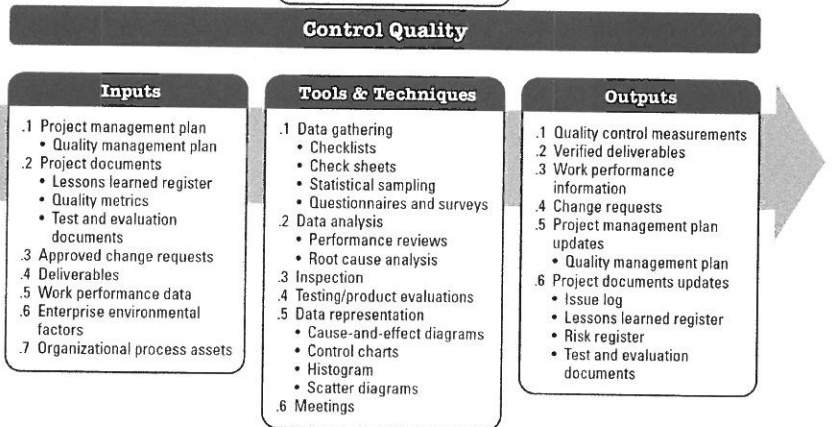 Control Quality
Inputs
.1 Project management plan
• Quality management plan
.2 Project documents
• Lessons learned register
• Quality metrics
• Test and evaluation
documents
.3 Approved change requests
.4 Deliverables
.5 Work performance data
.6 Enterprise environmental
factors
.7 Organizational process assets
Tools & Techniques
.1 Data gathering
• Checklists
• Check sheets
• Statistical sampling
• Questionnaires and surveys
.2 Data analysis
• Performance reviews
• Root cause analysis
.3 Inspection
.4 Testing/product evaluations
.5 Data representation
• Cause-and-effect diagrams
• Control charts
• Histogram
• Scatter diagrams
.6 Meetings
Outputs
.1 Quality control measurements
.2 Verified deliverables
.3 Work performance
information
.4 Change requests
.5 Project management plan
updates
• Quality management plan
.6 Project documents updates
• Issue log
• Lessons learned register
• Risk register
• Test and evaluation
documents